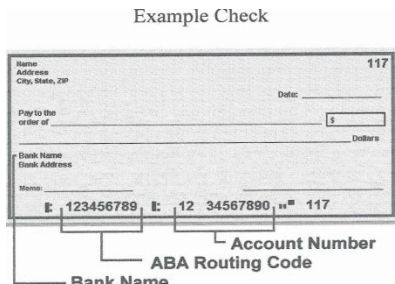 Example Check
Name 117
Address
City, State, ZIP
Date:
Pay to the
order of $
Dollars
Bank Name
Bank Address
Memo:
⑆ 123456789 ⑆ 12 34567890 ⑈ 117
Account Number
ABA Routing Code
Bank Name